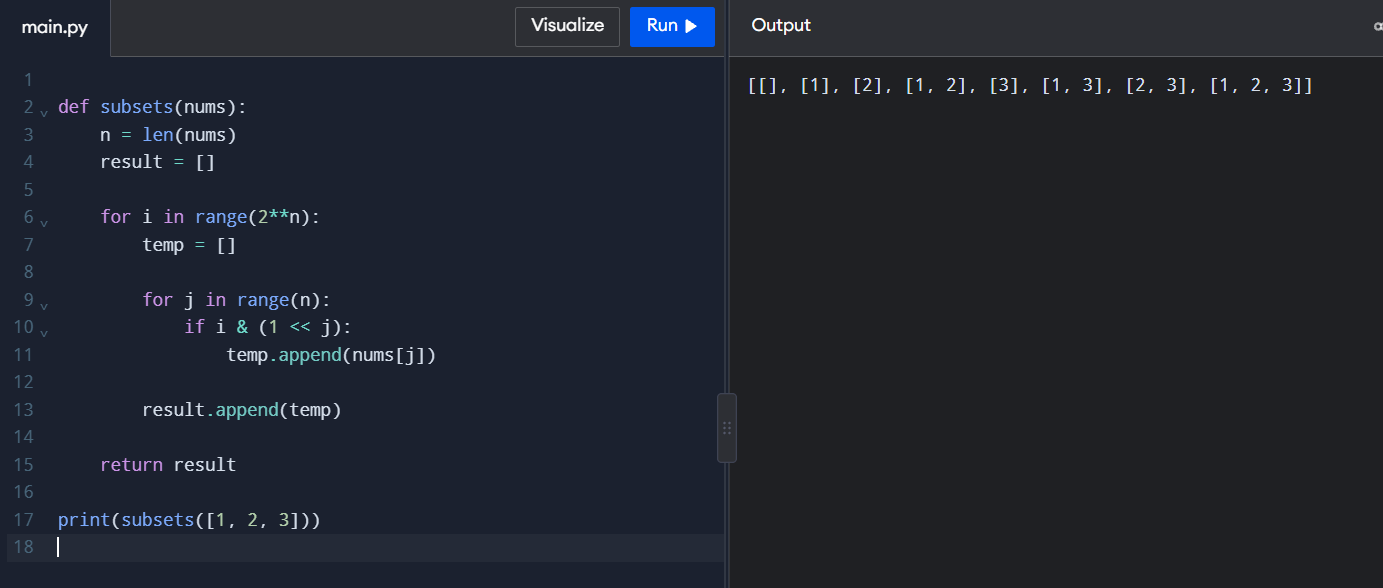 main.py
Visualize
Run
Output
1
2 def subsets(nums):
3     n = len(nums)
4     result = []
5
6     for i in range(2**n):
7         temp = []
8
9         for j in range(n):
10             if i & (1 << j):
11                 temp.append(nums[j])
12
13         result.append(temp)
14
15     return result
16
17 print(subsets([1, 2, 3]))
18
[[], [1], [2], [1, 2], [3], [1, 3], [2, 3], [1, 2, 3]]